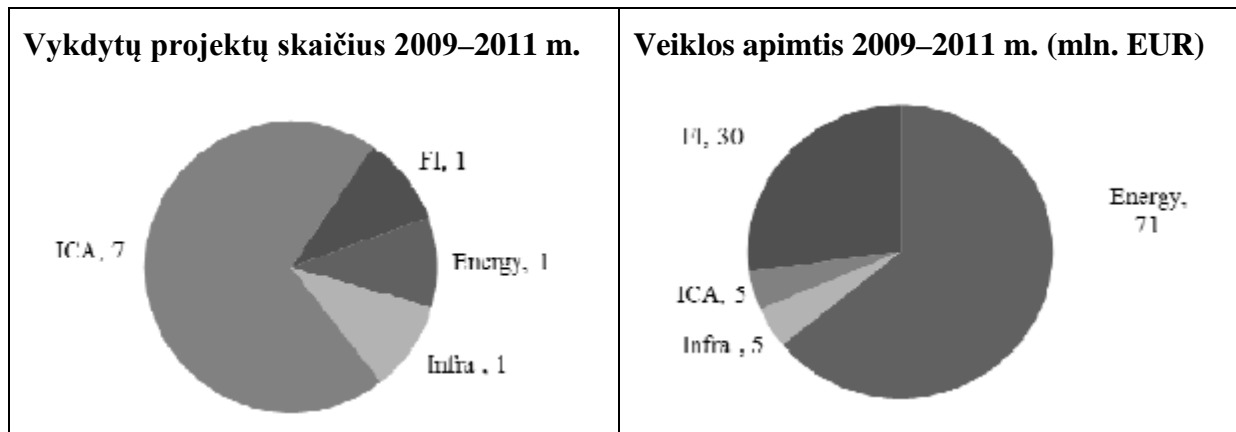 Vykdytų projektų skaičius 2009–2011 m.
FI, 1
ICA, 7
Energy, 1
Infra , 1
Veiklos apimtis 2009–2011 m. (mln. EUR)
FI, 30
Energy,
71
ICA, 5
Infra , 5